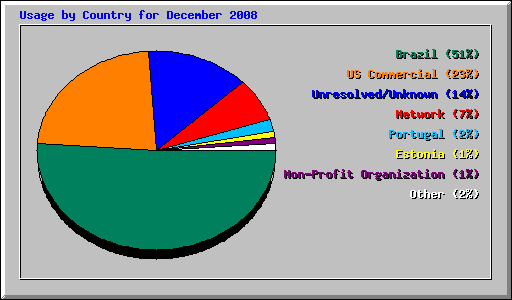 Usage by Country for December 2008
Brazil (51%)
US Commercial (23%)
Unresolved/Unknown (14%)
Network (7%)
Portugal (2%)
Estonia (1%)
Non-Profit Organization (1%)
Other (2%)